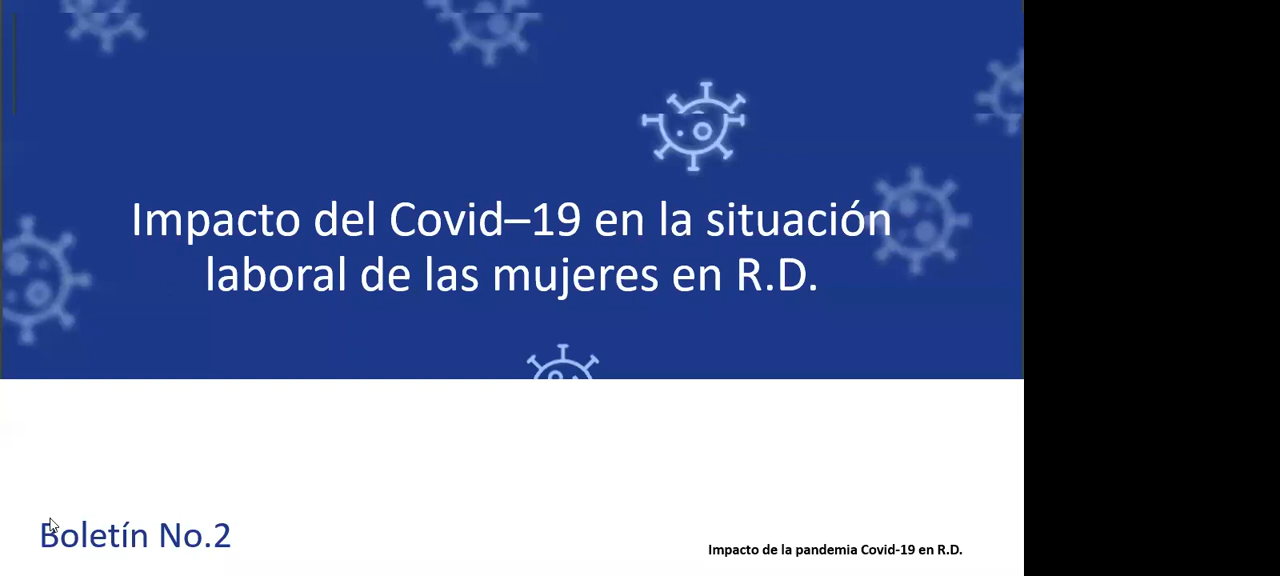 Impacto del Covid–19 en la situación
laboral de las mujeres en R.D.
Boletín No.2
Impacto de la pandemia Covid-19 en R.D.